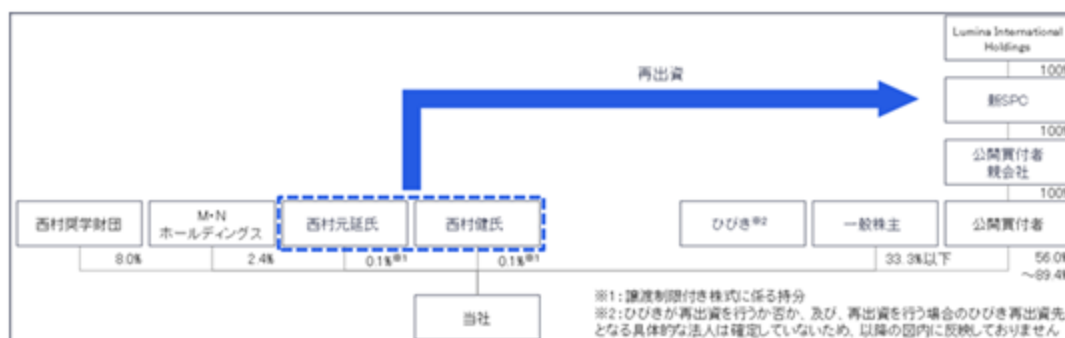 Lumina International
Holdings
100%
再出資
新SPC
100%
公開買付者
親会社
100%
西村奨学財団
M・N
ホールディングス
西村元延氏
西村健氏
ひびき※2
一般株主
公開買付者
8.0%
2.4%
0.1%※1
0.1%※1
33.3%以下
56.0%
～89.4%
当社
※1：譲渡制限付き株式に係る持分
※2：ひびきが再出資を行うか否か、及び、再出資を行う場合のひびき再出資先
となる具体的な法人は確定していないため、以降の図内に反映しておりません